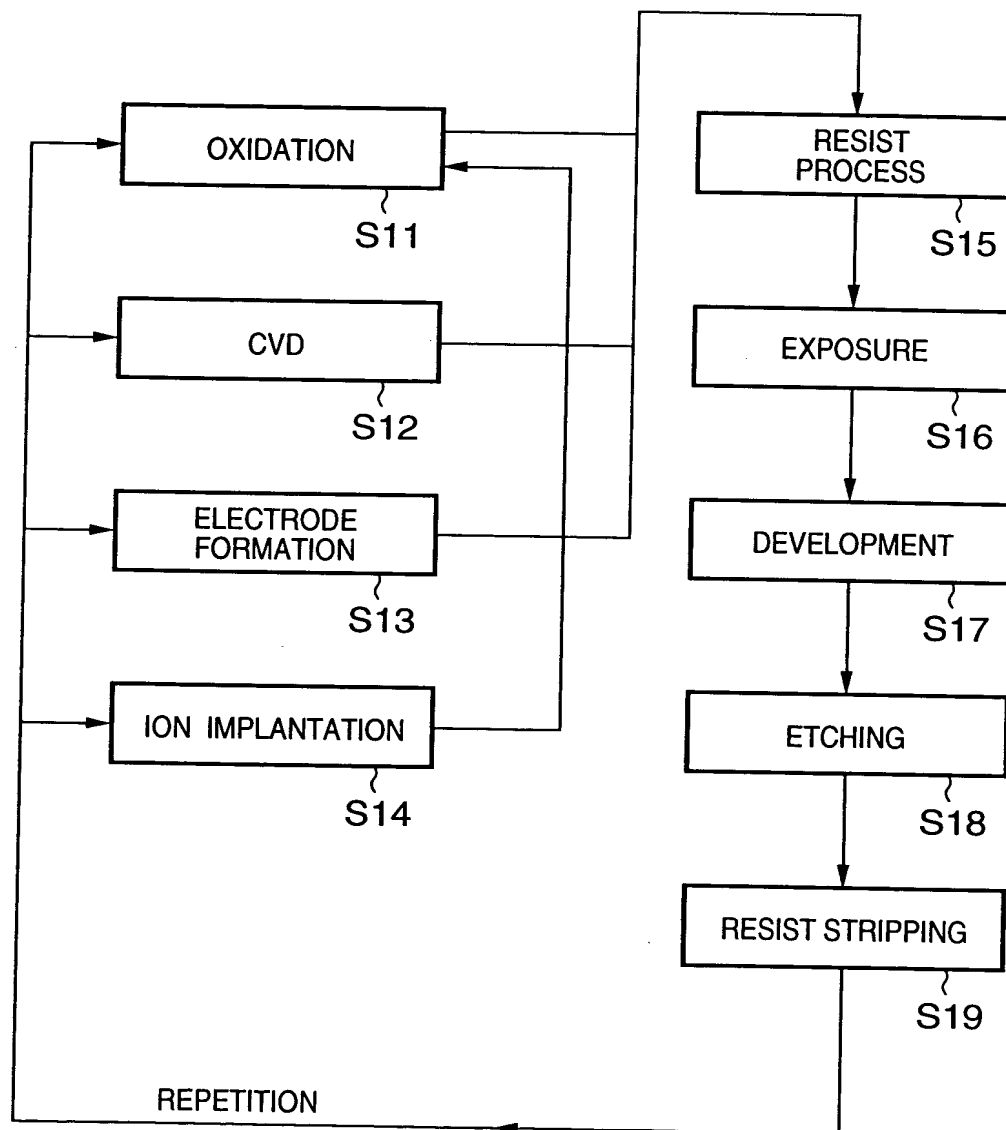 OXIDATION
S11
CVD
S12
ELECTRODE
FORMATION
S13
ION IMPLANTATION
S14
RESIST
PROCESS
S15
EXPOSURE
S16
DEVELOPMENT
S17
ETCHING
S18
RESIST STRIPPING
S19
REPETITION